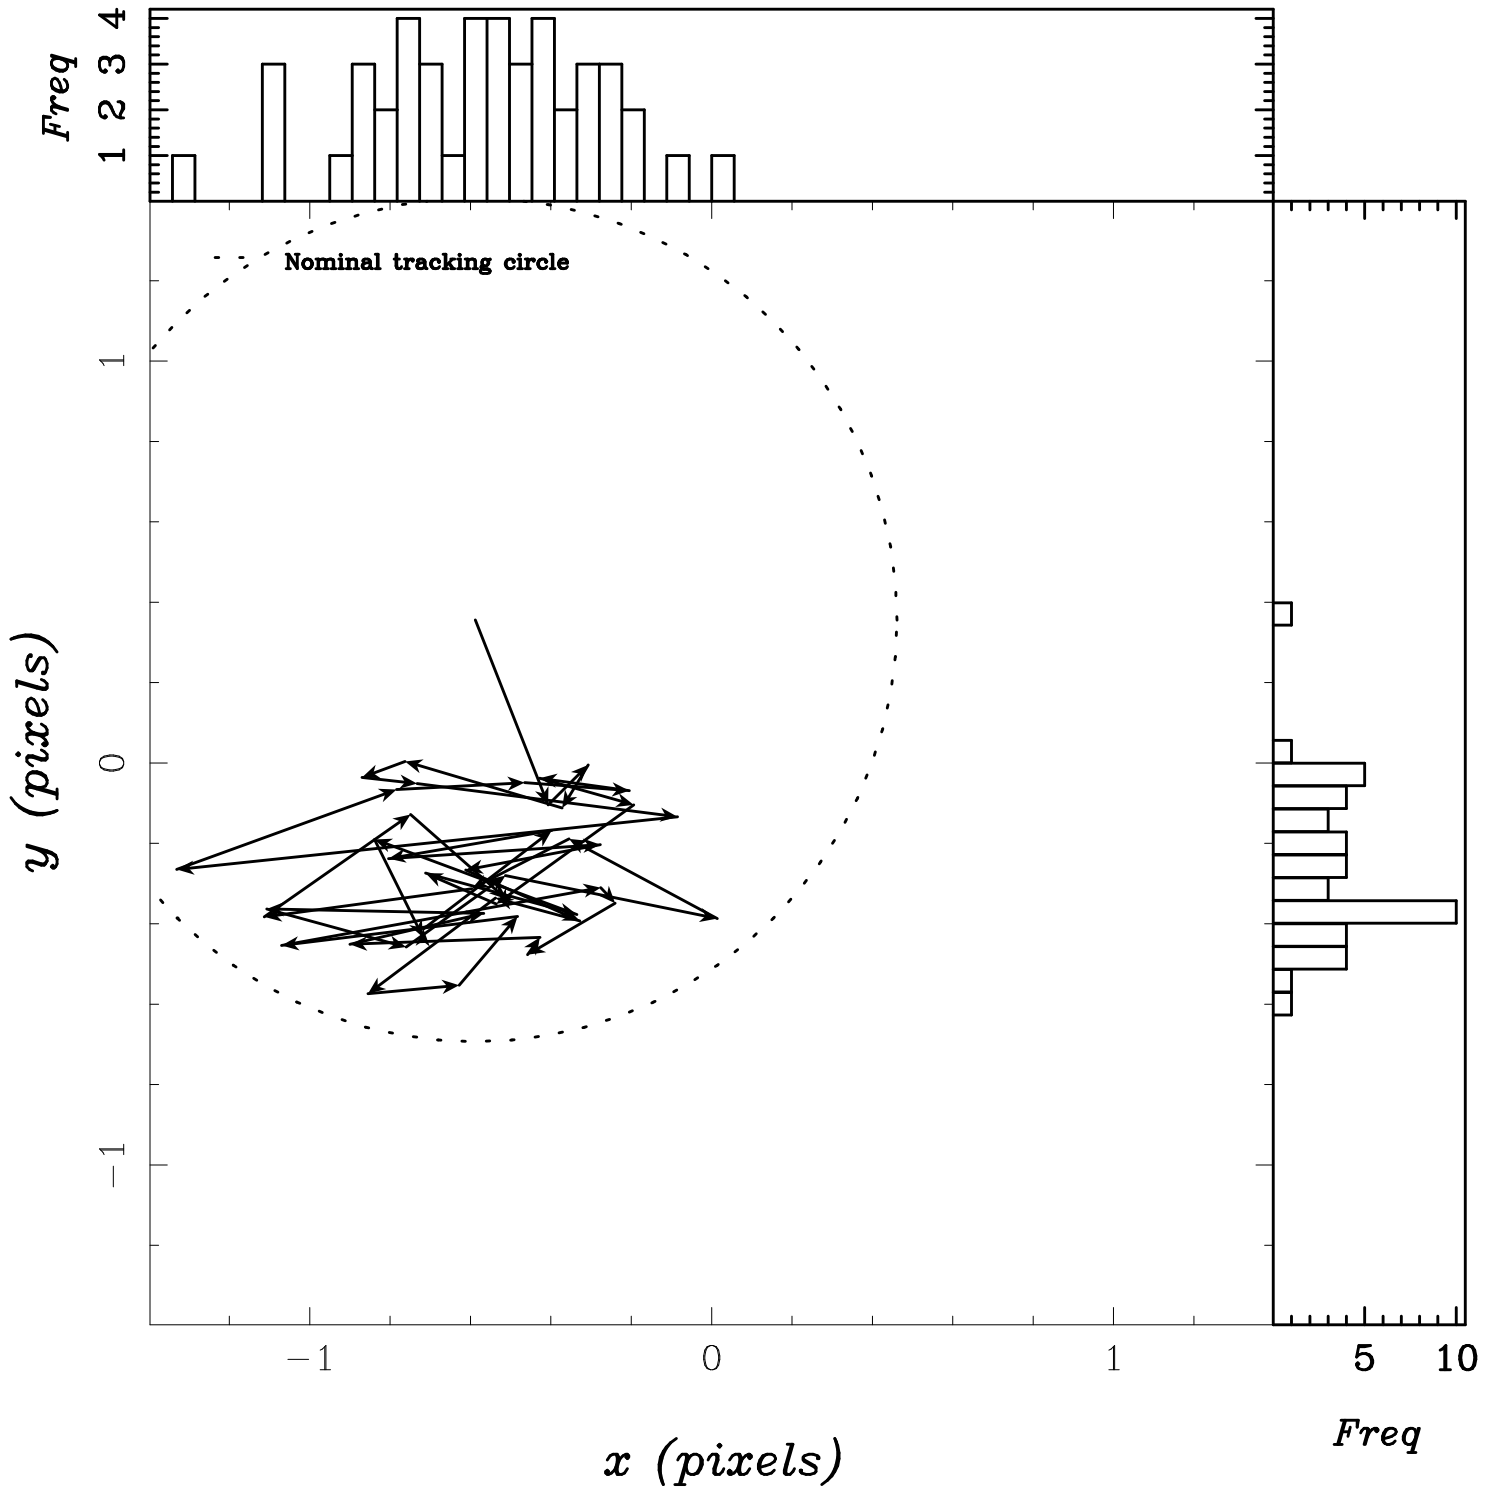 Freq
4
3
2
1
Nominal tracking circle
1
0
-1
y (pixels)
-1 0 1
5 10
Freq
x (pixels)